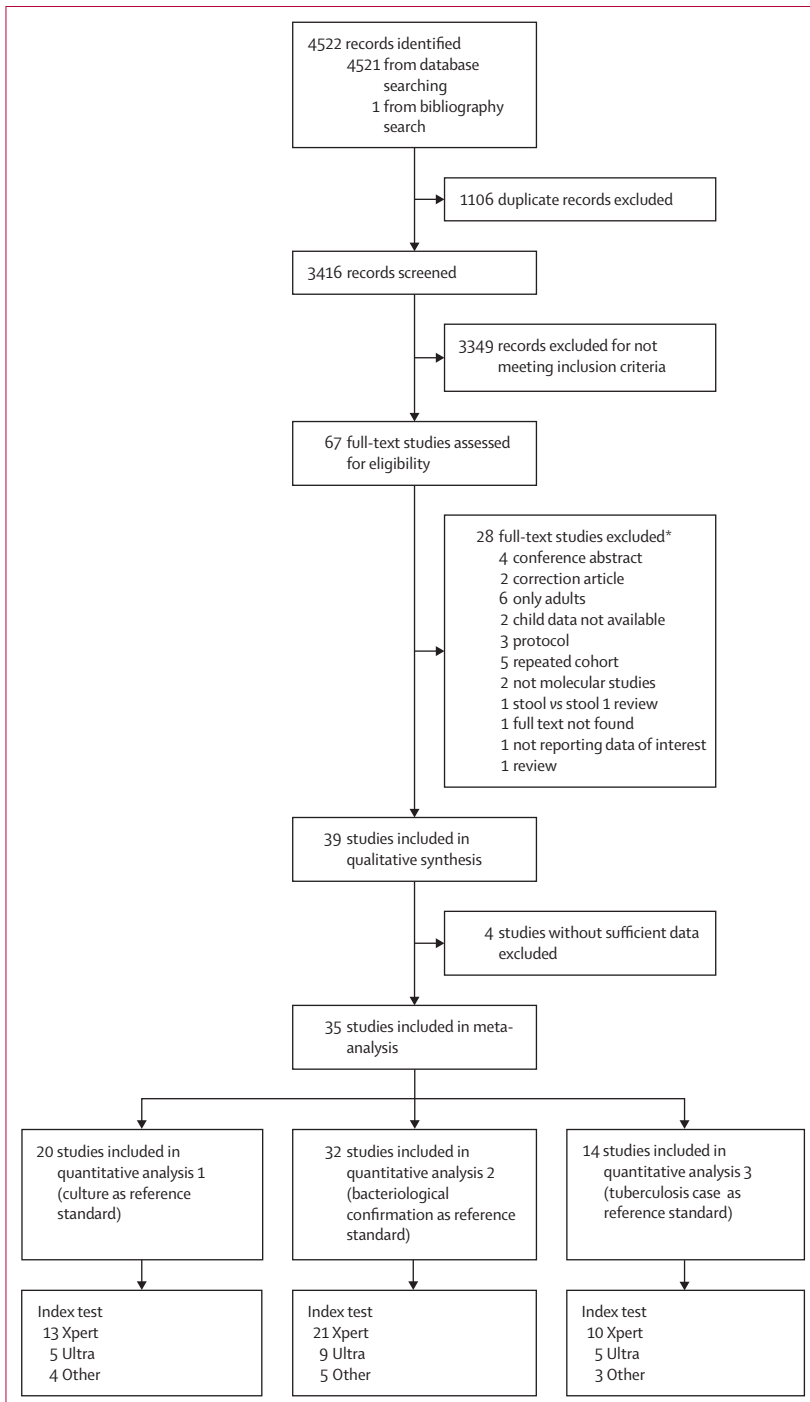 4522 records identified
4521 from database
searching
1 from bibliography
search
1106 duplicate records excluded
3416 records screened
3349 records excluded for not
meeting inclusion criteria
67 full-text studies assessed
for eligibility
28 full-text studies excluded*
4 conference abstract
2 correction article
6 only adults
2 child data not available
3 protocol
5 repeated cohort
2 not molecular studies
1 stool vs stool 1 review
1 full text not found
1 not reporting data of interest
1 review
39 studies included in
qualitative synthesis
4 studies without sufficient data
excluded
35 studies included in meta-
analysis
20 studies included in
quantitative analysis 1
(culture as reference
standard)
32 studies included in
quantitative analysis 2
(bacteriological
confirmation as reference
standard)
14 studies included in
quantitative analysis 3
(tuberculosis case as
reference standard)
Index test
13 Xpert
5 Ultra
4 Other
Index test
21 Xpert
9 Ultra
5 Other
Index test
10 Xpert
5 Ultra
3 Other